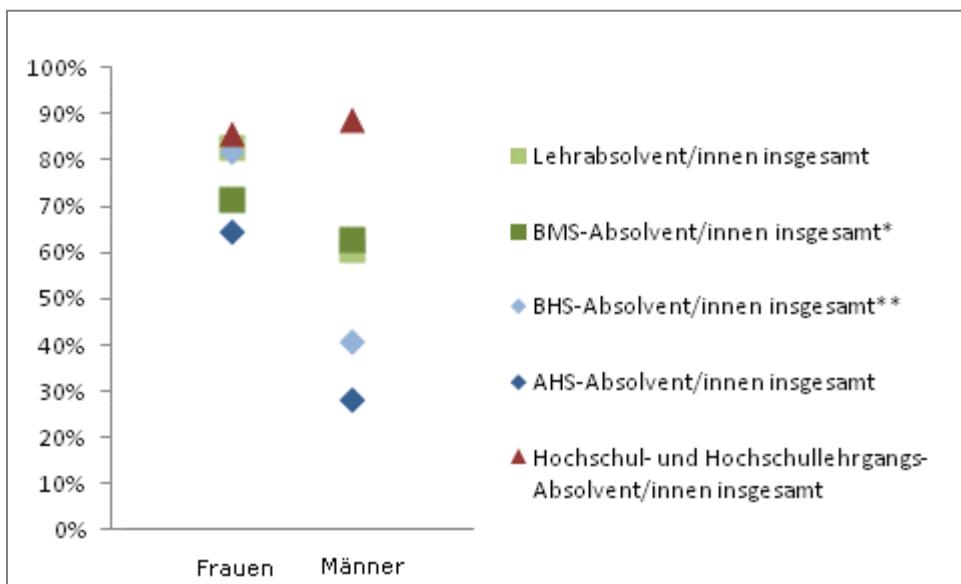 100%
90%
80%
70%
60%
50%
40%
30%
20%
10%
0%
Frauen Männer
Lehrabsolvent/innen insgesamt
BMS-Absolvent/innen insgesamt*
BHS-Absolvent/innen insgesamt**
AHS-Absolvent/innen insgesamt
Hochschul- und Hochschullehrgangs-
Absolvent/innen insgesamt